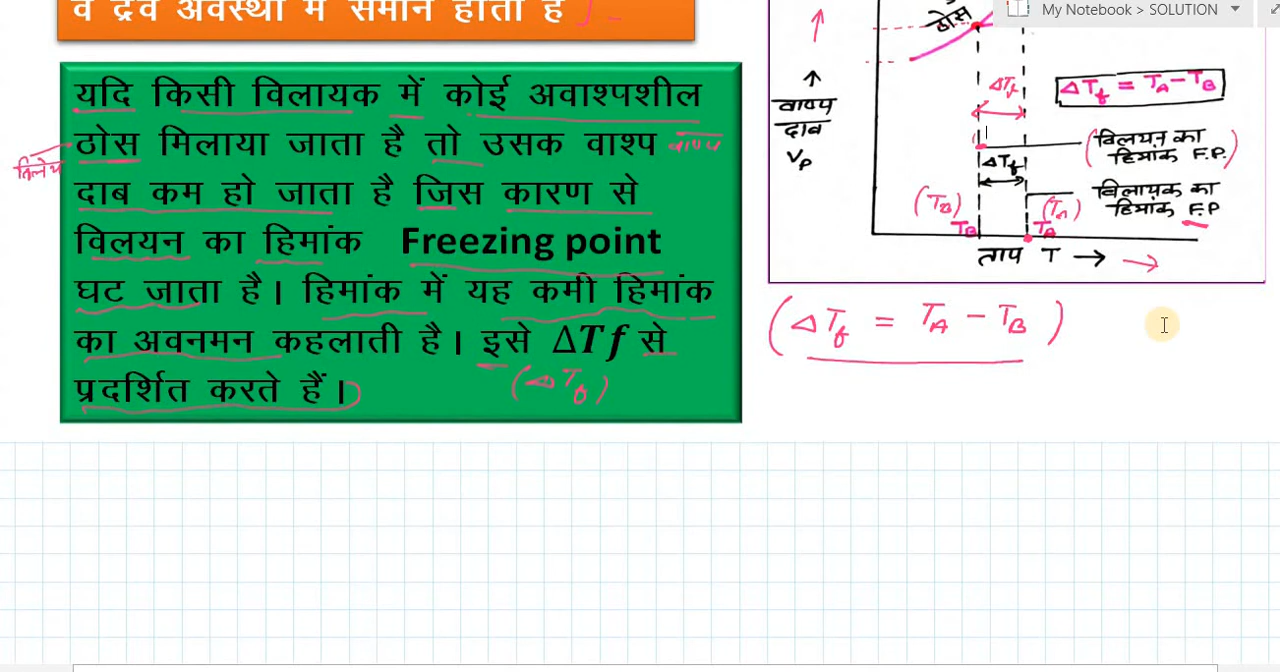 व द्रव अवस्था में समान होता है
यदि किसी विलायक में कोई अवाश्पशील
ठोस मिलाया जाता है तो उसक वाश्प
वाष्प
दाब कम हो जाता है जिस कारण से
विलयन का हिमांक Freezing point
घट जाता है। हिमांक में यह कमी हिमांक
का अवनमन कहलाती है। इसे ΔTf से
प्रदर्शित करते हैं।
(ΔTf)
My Notebook > SOLUTION
ठोस
वाष्प
दाब
VP
ΔTf
ΔTf = TA − TB
(विलयन का
हिमांक F.P.)
ΔTf
विलायक का
हिमांक F.P
(TB) (TA)
TB TA
ताप T →
(ΔTf = TA − TB)